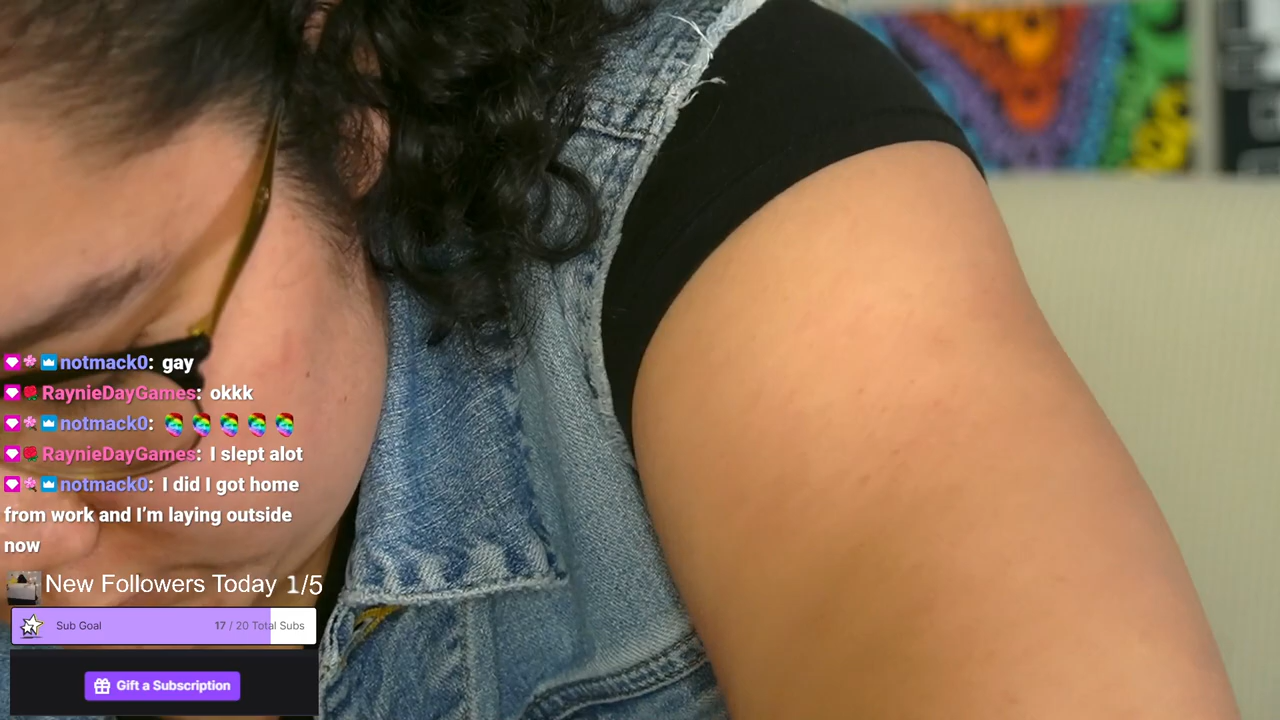 notmack0: gay
RaynieDayGames: okkk
notmack0:
RaynieDayGames: I slept alot
notmack0: I did I got home
from work and I’m laying outside
now
New Followers Today 1/5
Sub Goal 17 / 20 Total Subs
Gift a Subscription